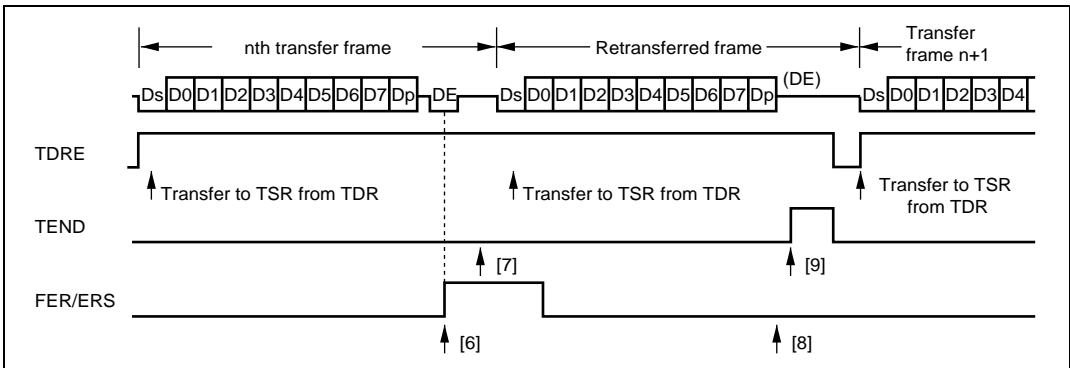 nth transfer frame
Retransferred frame
Transfer
frame n+1
(DE)
Ds D0 D1 D2 D3 D4 D5 D6 D7 Dp DE Ds D0 D1 D2 D3 D4 D5 D6 D7 Dp Ds D0 D1 D2 D3 D4
TDRE
Transfer to TSR from TDR
Transfer to TSR from TDR
Transfer to TSR
from TDR
TEND
[7]
[9]
FER/ERS
[6]
[8]